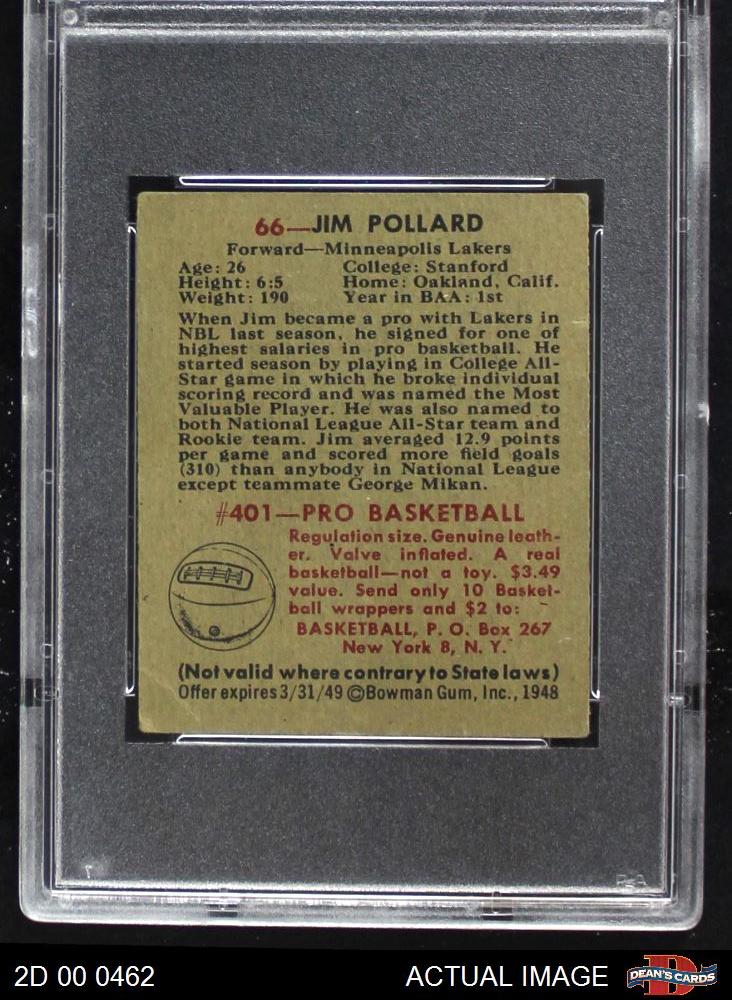 66—JIM POLLARD
Forward—Minneapolis Lakers
Age: 26 College: Stanford
Height: 6:5 Home: Oakland, Calif.
Weight: 190 Year in BAA: 1st
When Jim became a pro with Lakers in
NBL last season, he signed for one of
highest salaries in pro basketball. He
started season by playing in College All-
Star game in which he broke individual
scoring record and was named the Most
Valuable Player. He was also named to
both National League All-Star team and
Rookie team. Jim averaged 12.9 points
per game and scored more field goals
(310) than anybody in National League
except teammate George Mikan.
#401—PRO BASKETBALL
Regulation size. Genuine leath-
er. Valve inflated. A real
basketball—not a toy. $3.49
value. Send only 10 Basket-
ball wrappers and $2 to:
BASKETBALL, P. O. Box 267
New York 8, N. Y.
(Not valid where contrary to State laws)
Offer expires 3/31/49 ©Bowman Gum, Inc., 1948
2D 00 0462 ACTUAL IMAGE DEAN'S CARDS